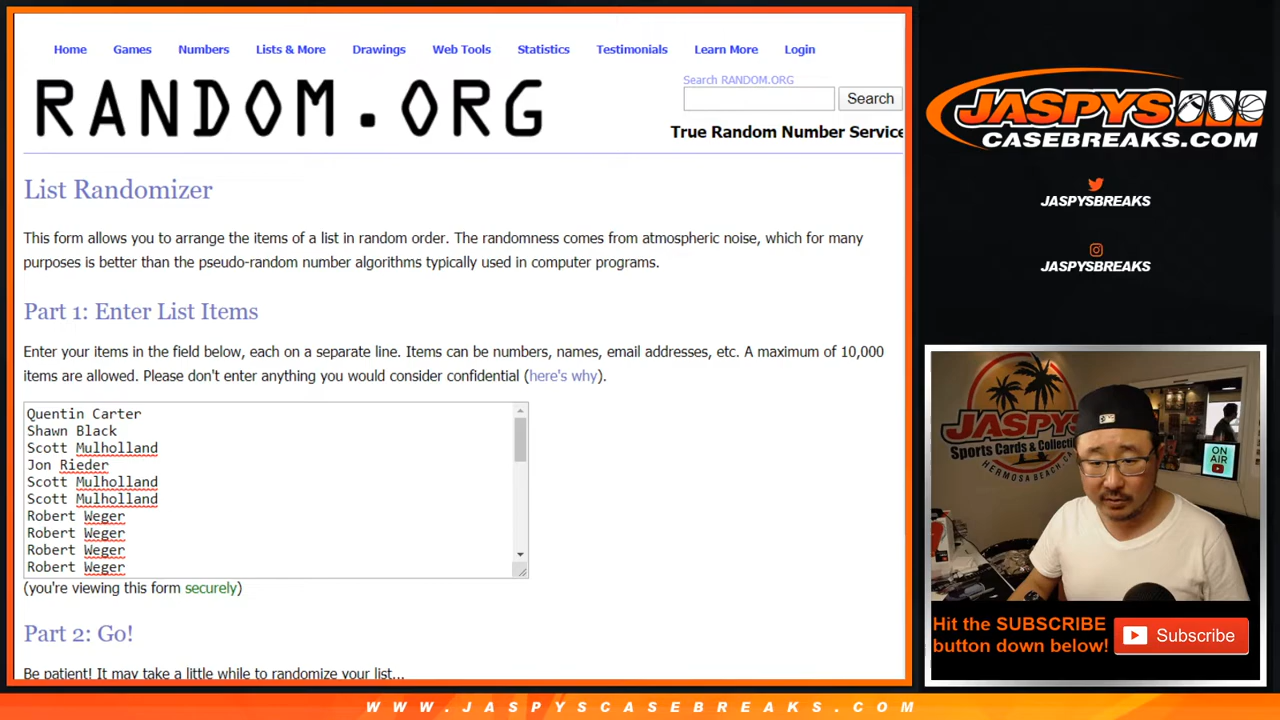 Home Games Numbers Lists & More Drawings Web Tools Statistics Testimonials Learn More Login
RANDOM.ORG
Search RANDOM.ORG
Search
True Random Number Service
List Randomizer
This form allows you to arrange the items of a list in random order. The randomness comes from atmospheric noise, which for many
purposes is better than the pseudo-random number algorithms typically used in computer programs.
Part 1: Enter List Items
Enter your items in the field below, each on a separate line. Items can be numbers, names, email addresses, etc. A maximum of 10,000
items are allowed. Please don't enter anything you would consider confidential (here's why).
Quentin Carter
Shawn Black
Scott Mulholland
Jon Rieder
Scott Mulholland
Scott Mulholland
Robert Weger
Robert Weger
Robert Weger
Robert Weger
(you're viewing this form securely)
Part 2: Go!
Be patient! It may take a little while to randomize your list...
JASPYS
CASEBREAKS.COM
JASPYSBREAKS
JASPYSBREAKS
JASPYS
Sports Cards & Collectibles
HERMOSA BEACH, CA
ON
AIR
Hit the SUBSCRIBE
button down below!
Subscribe
WWW.JASPYSCASEBREAKS.COM